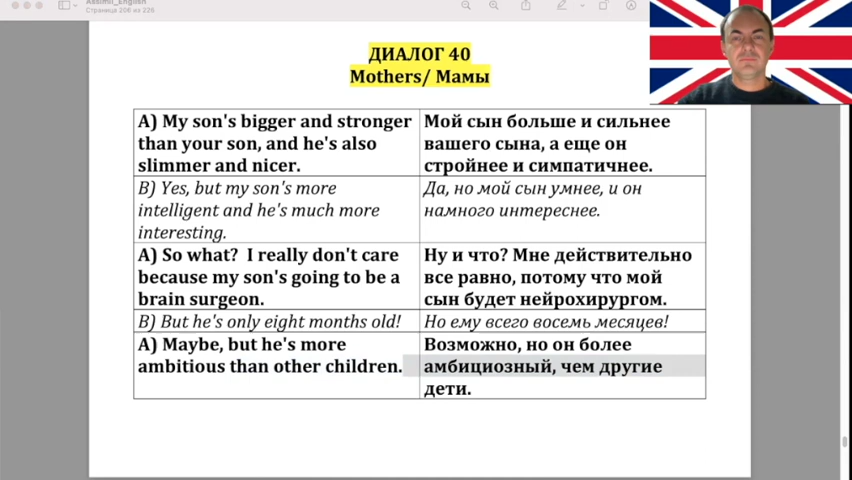 Assimil_English
Страница 206 из 226
ДИАЛОГ 40
Mothers/ Мамы
A) My son's bigger and stronger
than your son, and he's also
slimmer and nicer.
Мой сын больше и сильнее
вашего сына, а еще он
стройнее и симпатичнее.
B) Yes, but my son's more
intelligent and he's much more
interesting.
Да, но мой сын умнее, и он
намного интереснее.
A) So what? I really don't care
because my son's going to be a
brain surgeon.
Ну и что? Мне действительно
все равно, потому что мой
сын будет нейрохирургом.
B) But he's only eight months old!
Но ему всего восемь месяцев!
A) Maybe, but he's more
ambitious than other children.
Возможно, но он более
амбициозный, чем другие
дети.